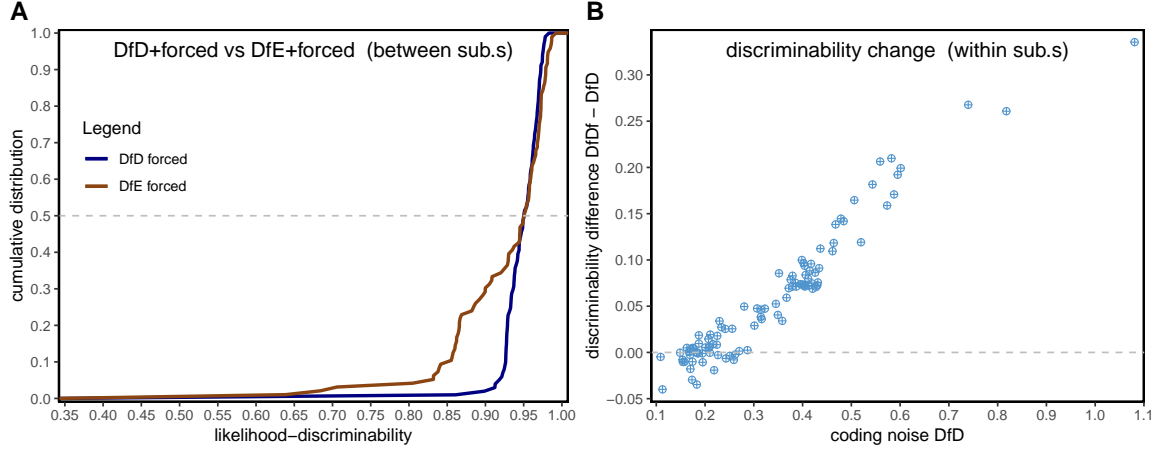 A
DfD+forced vs DfE+forced (between sub.s)
cumulative distribution
1.0
0.9
0.8
0.7
0.6
0.5
0.4
0.3
0.2
0.1
0.0
Legend
DfD forced
DfE forced
0.35 0.40 0.45 0.50 0.55 0.60 0.65 0.70 0.75 0.80 0.85 0.90 0.95 1.00
likelihood−discriminability
B
discriminability change (within sub.s)
discriminability difference DfDf − DfD
0.30
0.25
0.20
0.15
0.10
0.05
0.00
−0.05
0.1 0.2 0.3 0.4 0.5 0.6 0.7 0.8 0.9 1.0 1.1
coding noise DfD